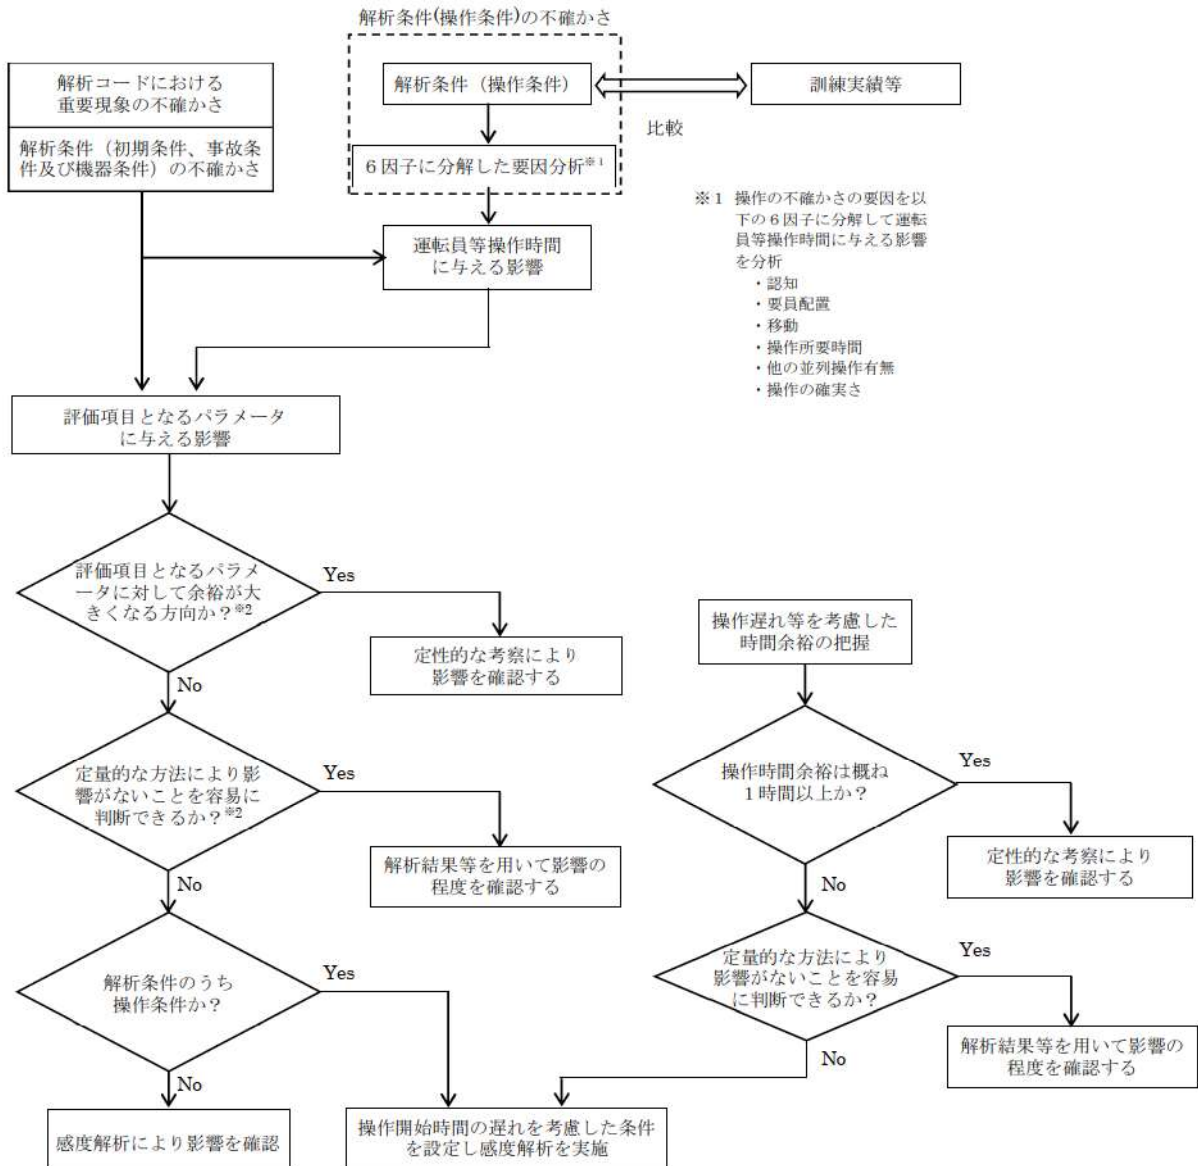 解析条件(操作条件)の不確かさ
解析コードにおける
重要現象の不確かさ
解析条件（初期条件、事故条
件及び機器条件）の不確かさ
解析条件（操作条件）
訓練実績等
比較
６因子に分解した要因分析※１
※１ 操作の不確かさの要因を以
下の６因子に分解して運転
員等操作時間に与える影響
を分析
・認知
・要員配置
・移動
・操作所要時間
・他の並列操作有無
・操作の確実さ
運転員等操作時間
に与える影響
評価項目となるパラメータ
に与える影響
評価項目となるパラメ
ータに対して余裕が大
きくなる方向か？※2
Yes
定性的な考察により
影響を確認する
No
定量的な方法により影
響がないことを容易に
判断できるか？※2
Yes
解析結果等を用いて影響の
程度を確認する
No
解析条件のうち
操作条件か？
Yes
No
感度解析により影響を確認
操作開始時間の遅れを考慮した条件
を設定し感度解析を実施
操作遅れ等を考慮した
時間余裕の把握
操作時間余裕は概ね
１時間以上か？
Yes
定性的な考察により
影響を確認する
No
定量的な方法により
影響がないことを容易
に判断できるか？
Yes
解析結果等を用いて影響の
程度を確認する
No